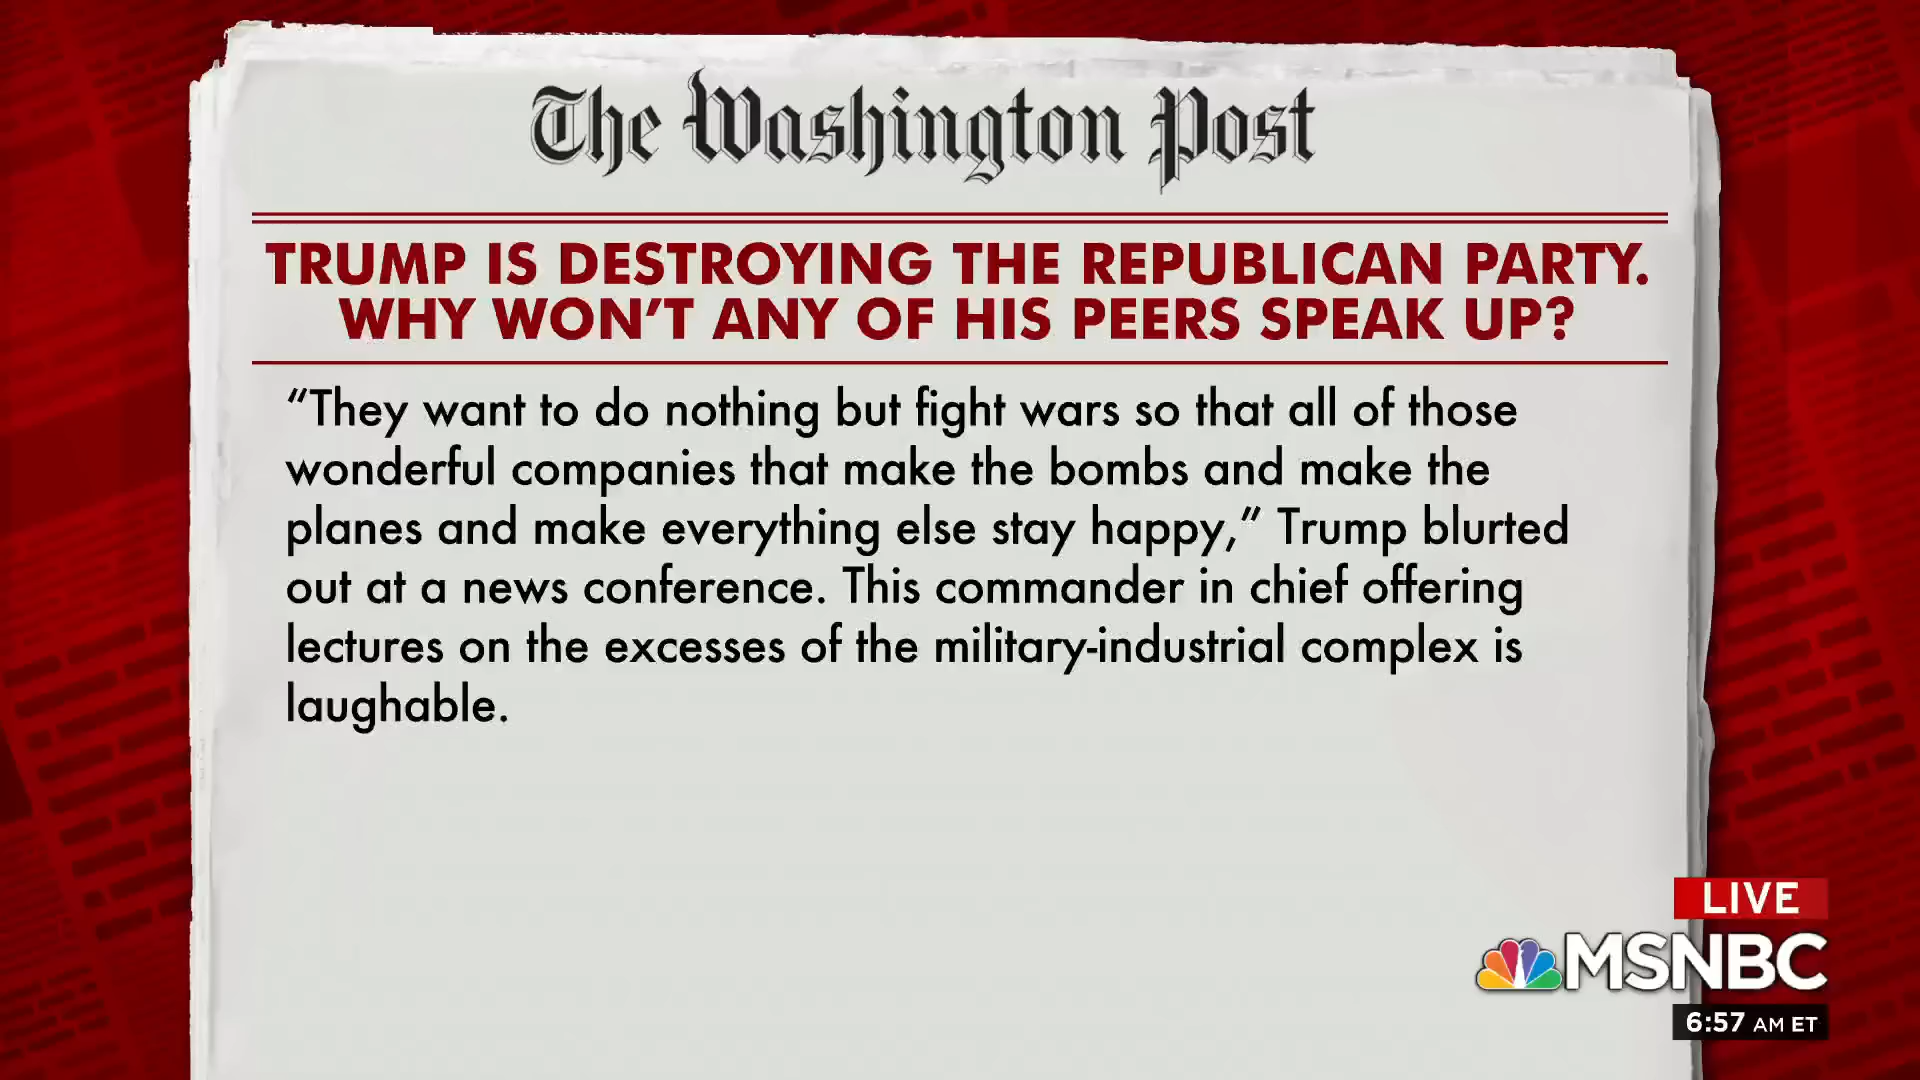 The Washington Post
TRUMP IS DESTROYING THE REPUBLICAN PARTY.
WHY WON’T ANY OF HIS PEERS SPEAK UP?
“They want to do nothing but fight wars so that all of those
wonderful companies that make the bombs and make the
planes and make everything else stay happy,” Trump blurted
out at a news conference. This commander in chief offering
lectures on the excesses of the military-industrial complex is
laughable.
LIVE
MSNBC
6:57 AM ET